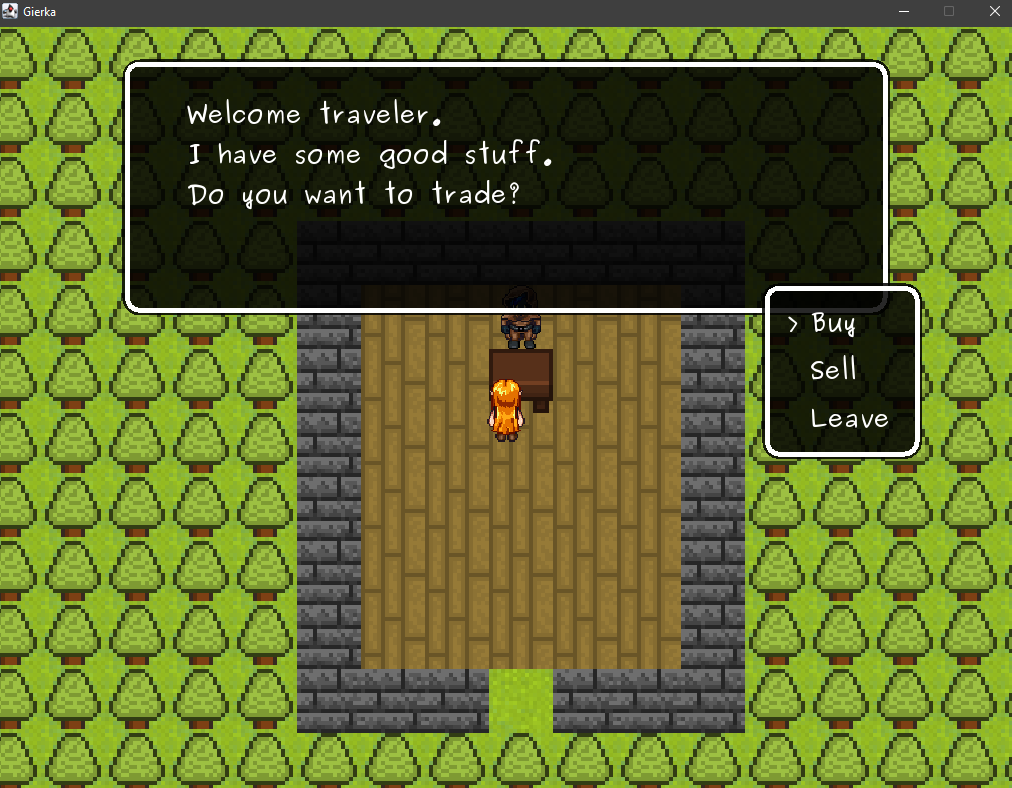 Gierka
Welcome traveler.
I have some good stuff.
Do you want to trade?
> Buy
Sell
Leave